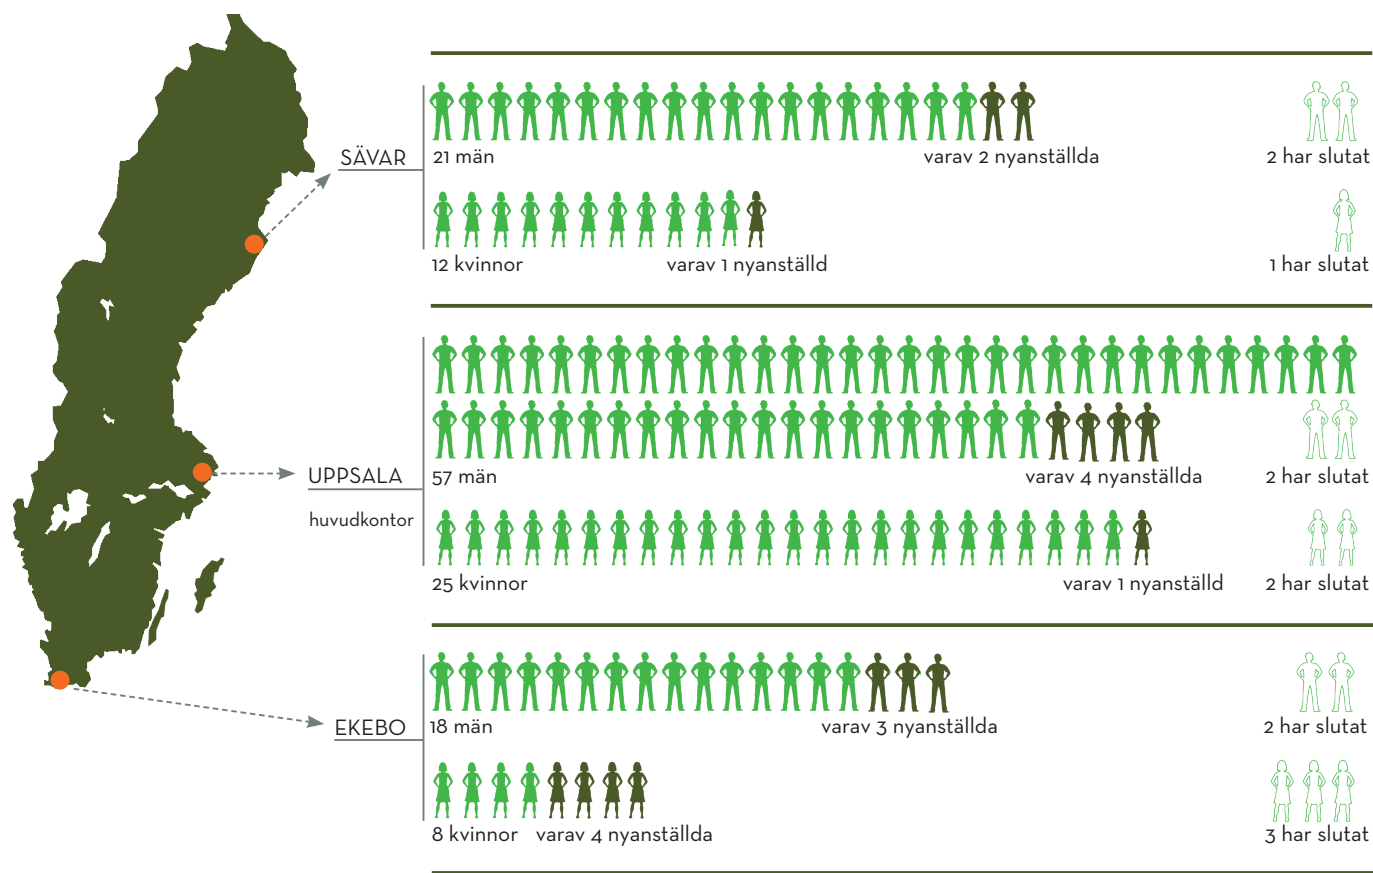 SÄVAR
21 män
varav 2 nyanställda
2 har slutat
12 kvinnor
varav 1 nyanställd
1 har slutat
UPPSALA
huvudkontor
57 män
varav 4 nyanställda
2 har slutat
25 kvinnor
varav 1 nyanställd
2 har slutat
EKEBO
18 män
varav 3 nyanställda
2 har slutat
8 kvinnor
varav 4 nyanställda
3 har slutat